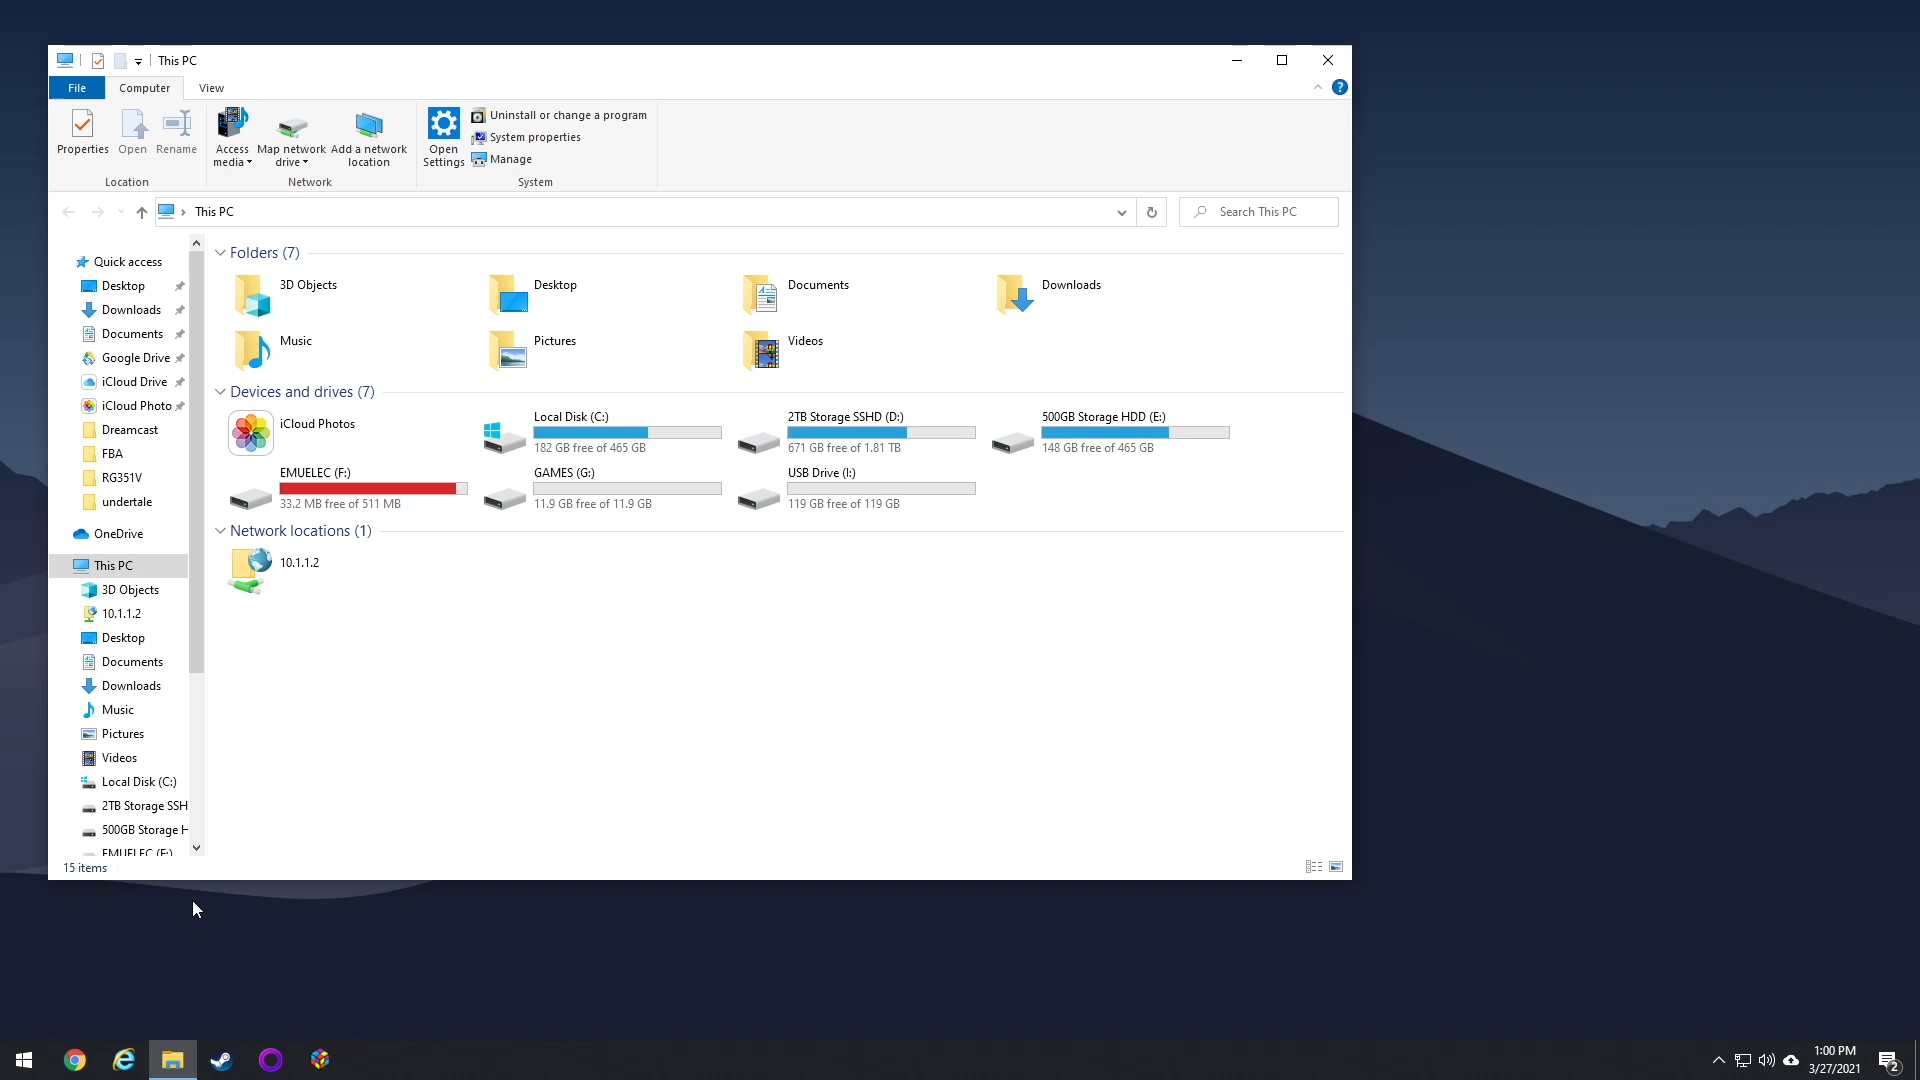 This PC
File
Computer
View
Properties
Open
Rename
Access media
Map network drive
Add a network location
Open Settings
Uninstall or change a program
System properties
Manage
Location
Network
System
This PC
Search This PC
Quick access
Desktop
Downloads
Documents
Google Drive
iCloud Drive
iCloud Photo
Dreamcast
FBA
RG351V
undertale
OneDrive
This PC
3D Objects
10.1.1.2
Desktop
Documents
Downloads
Music
Pictures
Videos
Local Disk (C:)
2TB Storage SSH
500GB Storage H
EMUELEC (F:)
Folders (7)
3D Objects
Desktop
Documents
Downloads
Music
Pictures
Videos
Devices and drives (7)
iCloud Photos
Local Disk (C:)
182 GB free of 465 GB
2TB Storage SSHD (D:)
671 GB free of 1.81 TB
500GB Storage HDD (E:)
148 GB free of 465 GB
EMUELEC (F:)
33.2 MB free of 511 MB
GAMES (G:)
11.9 GB free of 11.9 GB
USB Drive (I:)
119 GB free of 119 GB
Network locations (1)
10.1.1.2
15 items
1:00 PM
3/27/2021
2